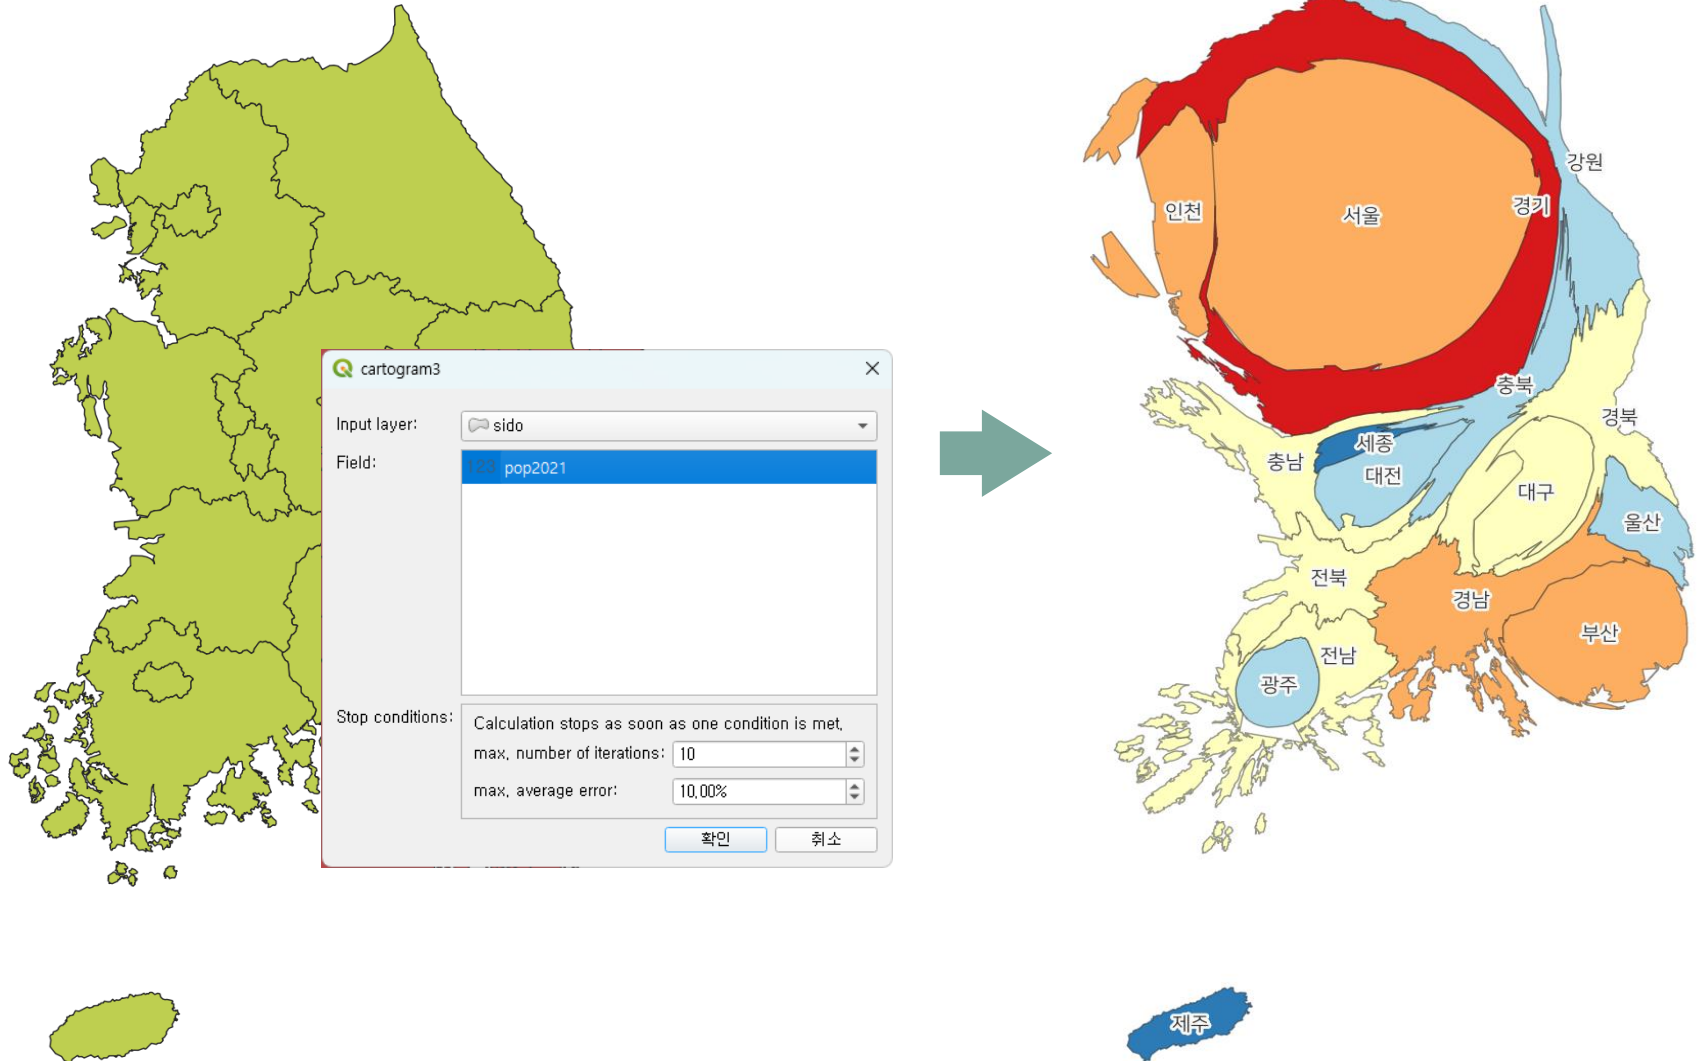 cartogram3
Input layer:
sido
Field:
123 pop2021
Stop conditions:
Calculation stops as soon as one condition is met,
max, number of iterations: 10
max, average error: 10,00%
확인 취소
강원
인천
서울
경기
충북
경북
세종
충남
대전
대구
울산
전북
경남
부산
전남
광주
제주